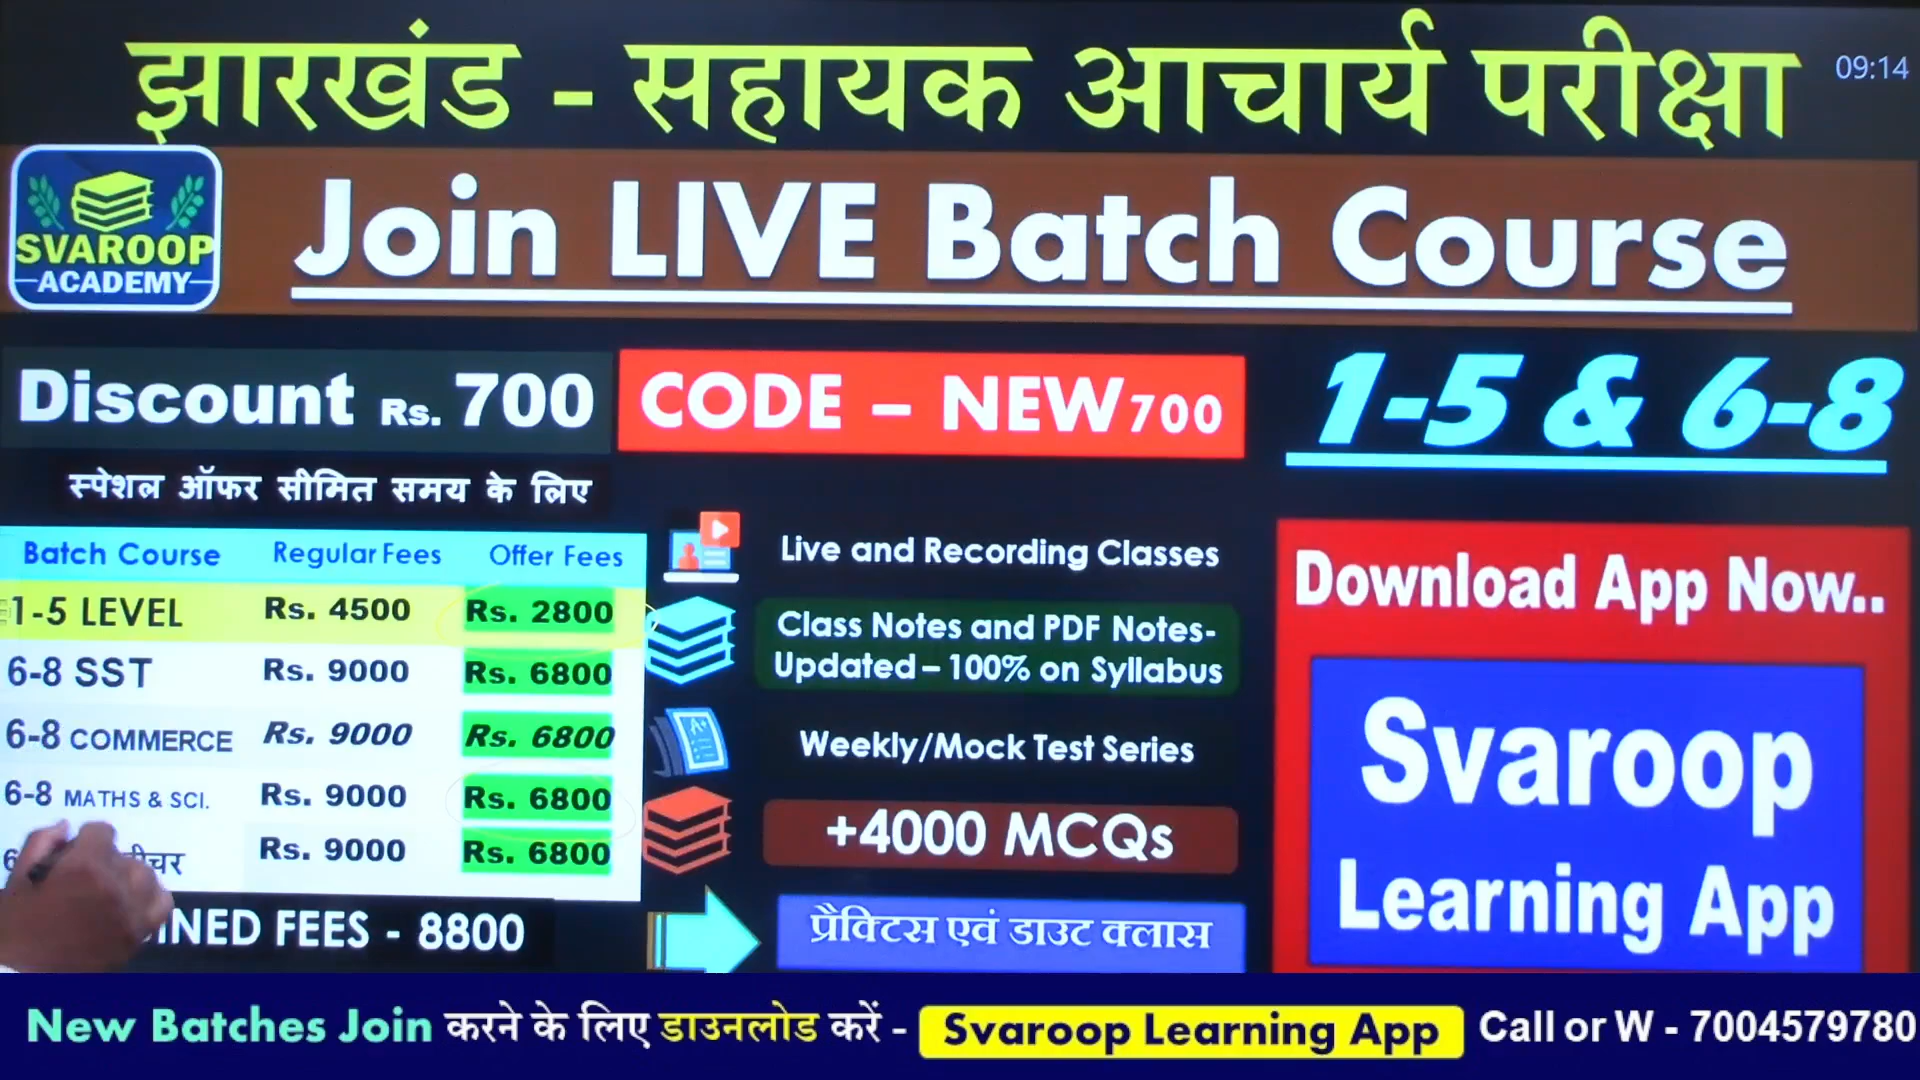 झारखंड - सहायक आचार्य परीक्षा
09:14
SVAROOP
ACADEMY
Join LIVE Batch Course
Discount Rs. 700
CODE – NEW700
1-5 & 6-8
स्पेशल ऑफर सीमित समय के लिए
Batch Course Regular Fees Offer Fees
1-5 LEVEL Rs. 4500 Rs. 2800
6-8 SST Rs. 9000 Rs. 6800
6-8 COMMERCE Rs. 9000 Rs. 6800
6-8 MATHS & SCI. Rs. 9000 Rs. 6800
Rs. 9000 Rs. 6800
FEES - 8800
Live and Recording Classes
Class Notes and PDF Notes-
Updated – 100% on Syllabus
A+
Weekly/Mock Test Series
+4000 MCQs
प्रैक्टिस एवं डाउट क्लास
Download App Now..
Svaroop
Learning App
New Batches Join करने के लिए डाउनलोड करें - Svaroop Learning App Call or W - 7004579780